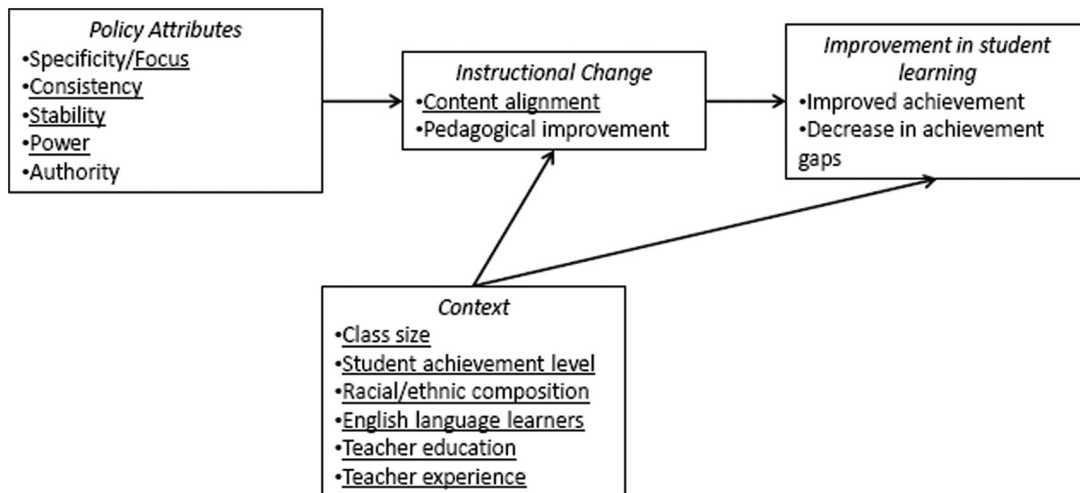 Policy Attributes
•Specificity/Focus
•Consistency
•Stability
•Power
•Authority
Instructional Change
•Content alignment
•Pedagogical improvement
Improvement in student
learning
•Improved achievement
•Decrease in achievement
gaps
Context
•Class size
•Student achievement level
•Racial/ethnic composition
•English language learners
•Teacher education
•Teacher experience